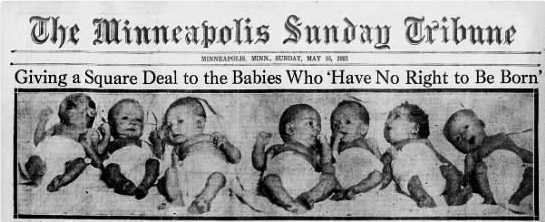 The Minneapolis Sunday Tribune
MINNEAPOLIS, MINN., SUNDAY, MAY 15, 1921
Giving a Square Deal to the Babies Who 'Have No Right to Be Born'